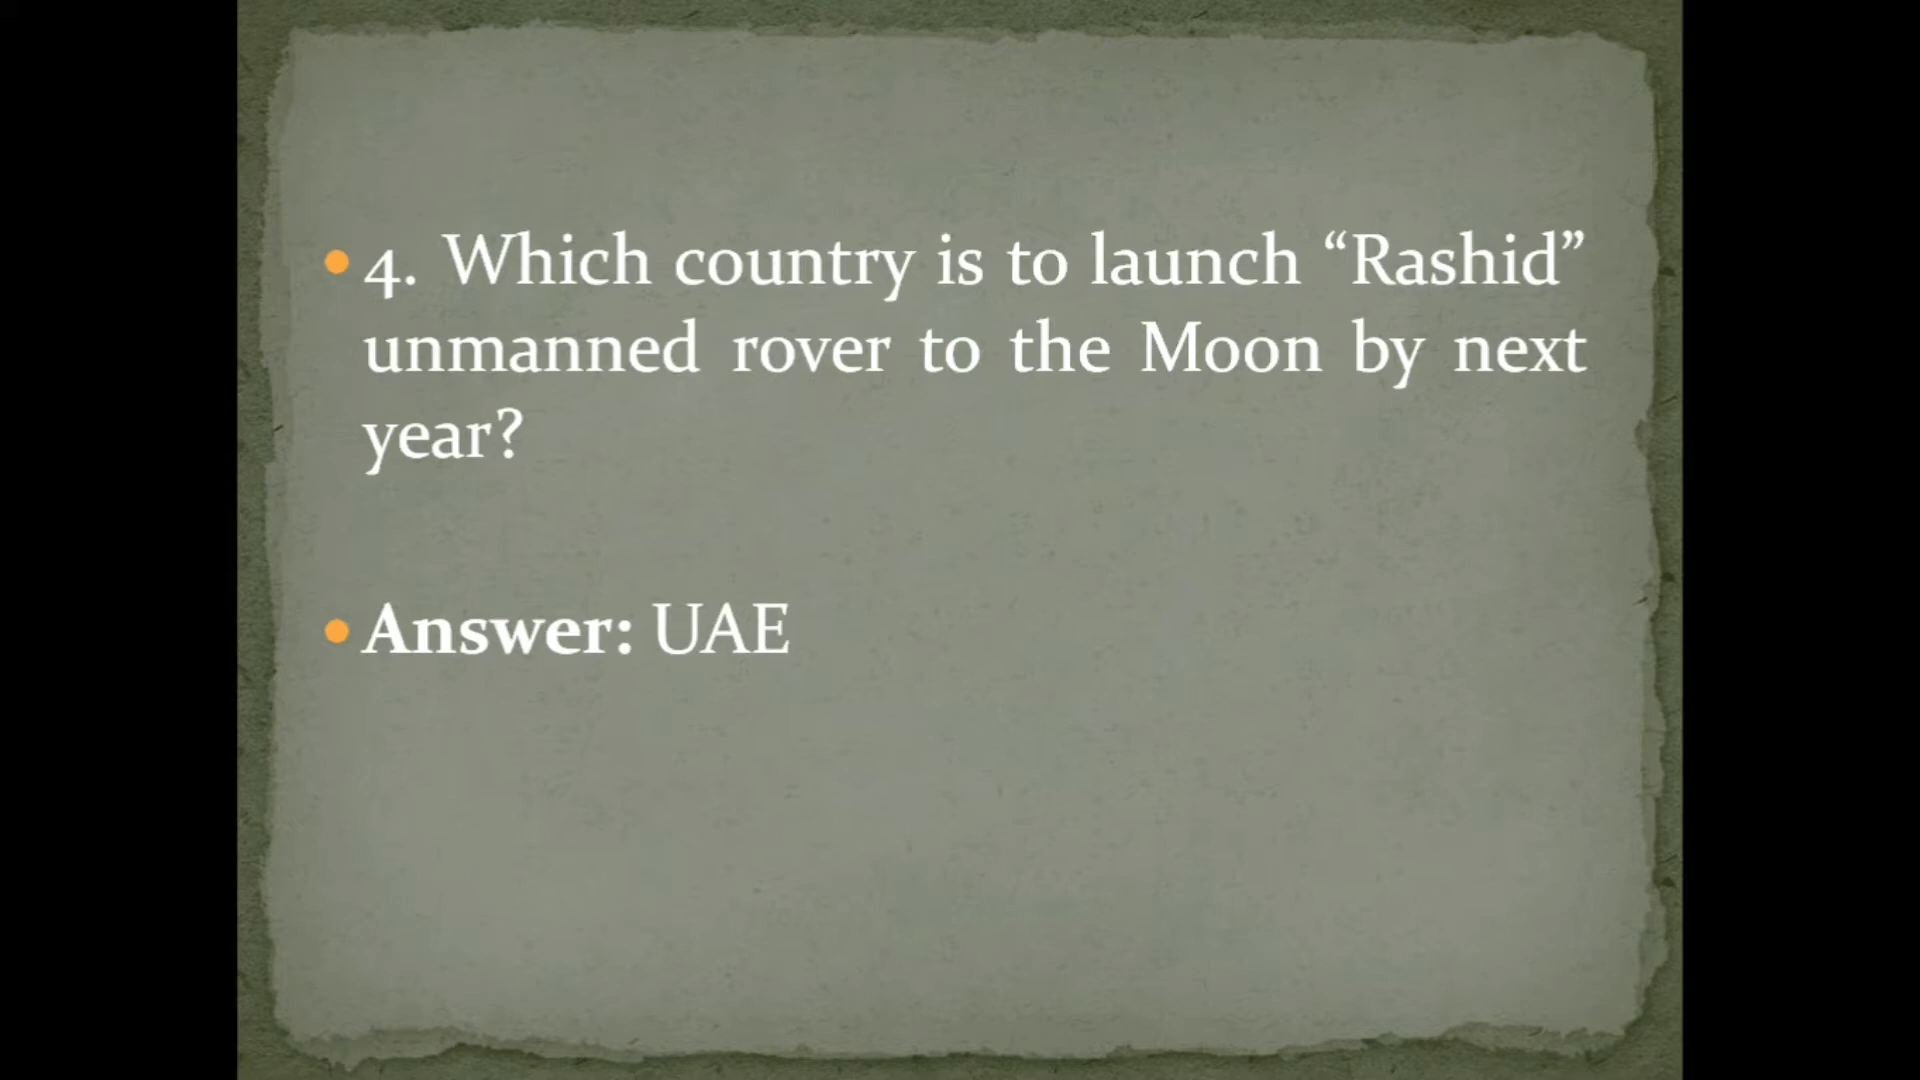 • 4. Which country is to launch “Rashid”
unmanned rover to the Moon by next
year?
• Answer: UAE